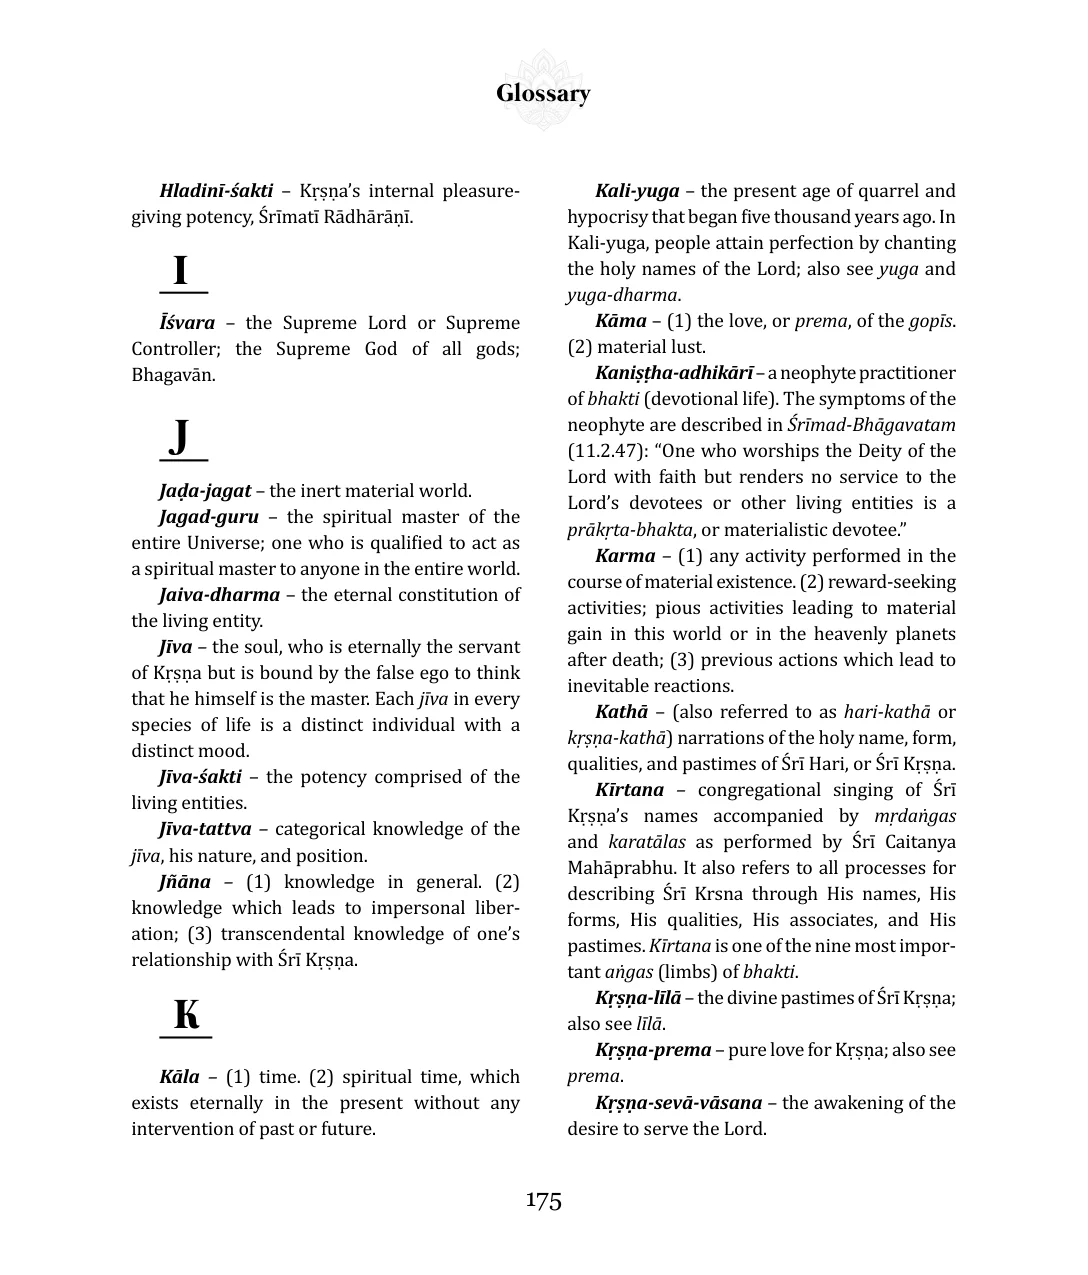 Glossary
Hladinī-śakti – Kṛṣṇa’s internal pleasure-
giving potency, Śrīmatī Rādhārāṇī.
I
Īśvara – the Supreme Lord or Supreme
Controller; the Supreme God of all gods;
Bhagavān.
J
Jaḍa-jagat – the inert material world.
Jagad-guru – the spiritual master of the
entire Universe; one who is qualified to act as
a spiritual master to anyone in the entire world.
Jaiva-dharma – the eternal constitution of
the living entity.
Jīva – the soul, who is eternally the servant
of Kṛṣṇa but is bound by the false ego to think
that he himself is the master. Each jīva in every
species of life is a distinct individual with a
distinct mood.
Jīva-śakti – the potency comprised of the
living entities.
Jīva-tattva – categorical knowledge of the
jīva, his nature, and position.
Jñāna – (1) knowledge in general. (2)
knowledge which leads to impersonal liber-
ation; (3) transcendental knowledge of one’s
relationship with Śrī Kṛṣṇa.
K
Kāla – (1) time. (2) spiritual time, which
exists eternally in the present without any
intervention of past or future.
Kali-yuga – the present age of quarrel and
hypocrisy that began five thousand years ago. In
Kali-yuga, people attain perfection by chanting
the holy names of the Lord; also see yuga and
yuga-dharma.
Kāma – (1) the love, or prema, of the gopīs.
(2) material lust.
Kaniṣṭha-adhikārī – a neophyte practitioner
of bhakti (devotional life). The symptoms of the
neophyte are described in Śrīmad-Bhāgavatam
(11.2.47): “One who worships the Deity of the
Lord with faith but renders no service to the
Lord’s devotees or other living entities is a
prākṛta-bhakta, or materialistic devotee.”
Karma – (1) any activity performed in the
course of material existence. (2) reward-seeking
activities; pious activities leading to material
gain in this world or in the heavenly planets
after death; (3) previous actions which lead to
inevitable reactions.
Kathā – (also referred to as hari-kathā or
kṛṣṇa-kathā) narrations of the holy name, form,
qualities, and pastimes of Śrī Hari, or Śrī Kṛṣṇa.
Kīrtana – congregational singing of Śrī
Kṛṣṇa’s names accompanied by mṛdaṅgas
and karatālas as performed by Śrī Caitanya
Mahāprabhu. It also refers to all processes for
describing Śrī Krsna through His names, His
forms, His qualities, His associates, and His
pastimes. Kīrtana is one of the nine most impor-
tant aṅgas (limbs) of bhakti.
Kṛṣṇa-līlā – the divine pastimes of Śrī Kṛṣṇa;
also see līlā.
Kṛṣṇa-prema – pure love for Kṛṣṇa; also see
prema.
Kṛṣṇa-sevā-vāsana – the awakening of the
desire to serve the Lord.
175